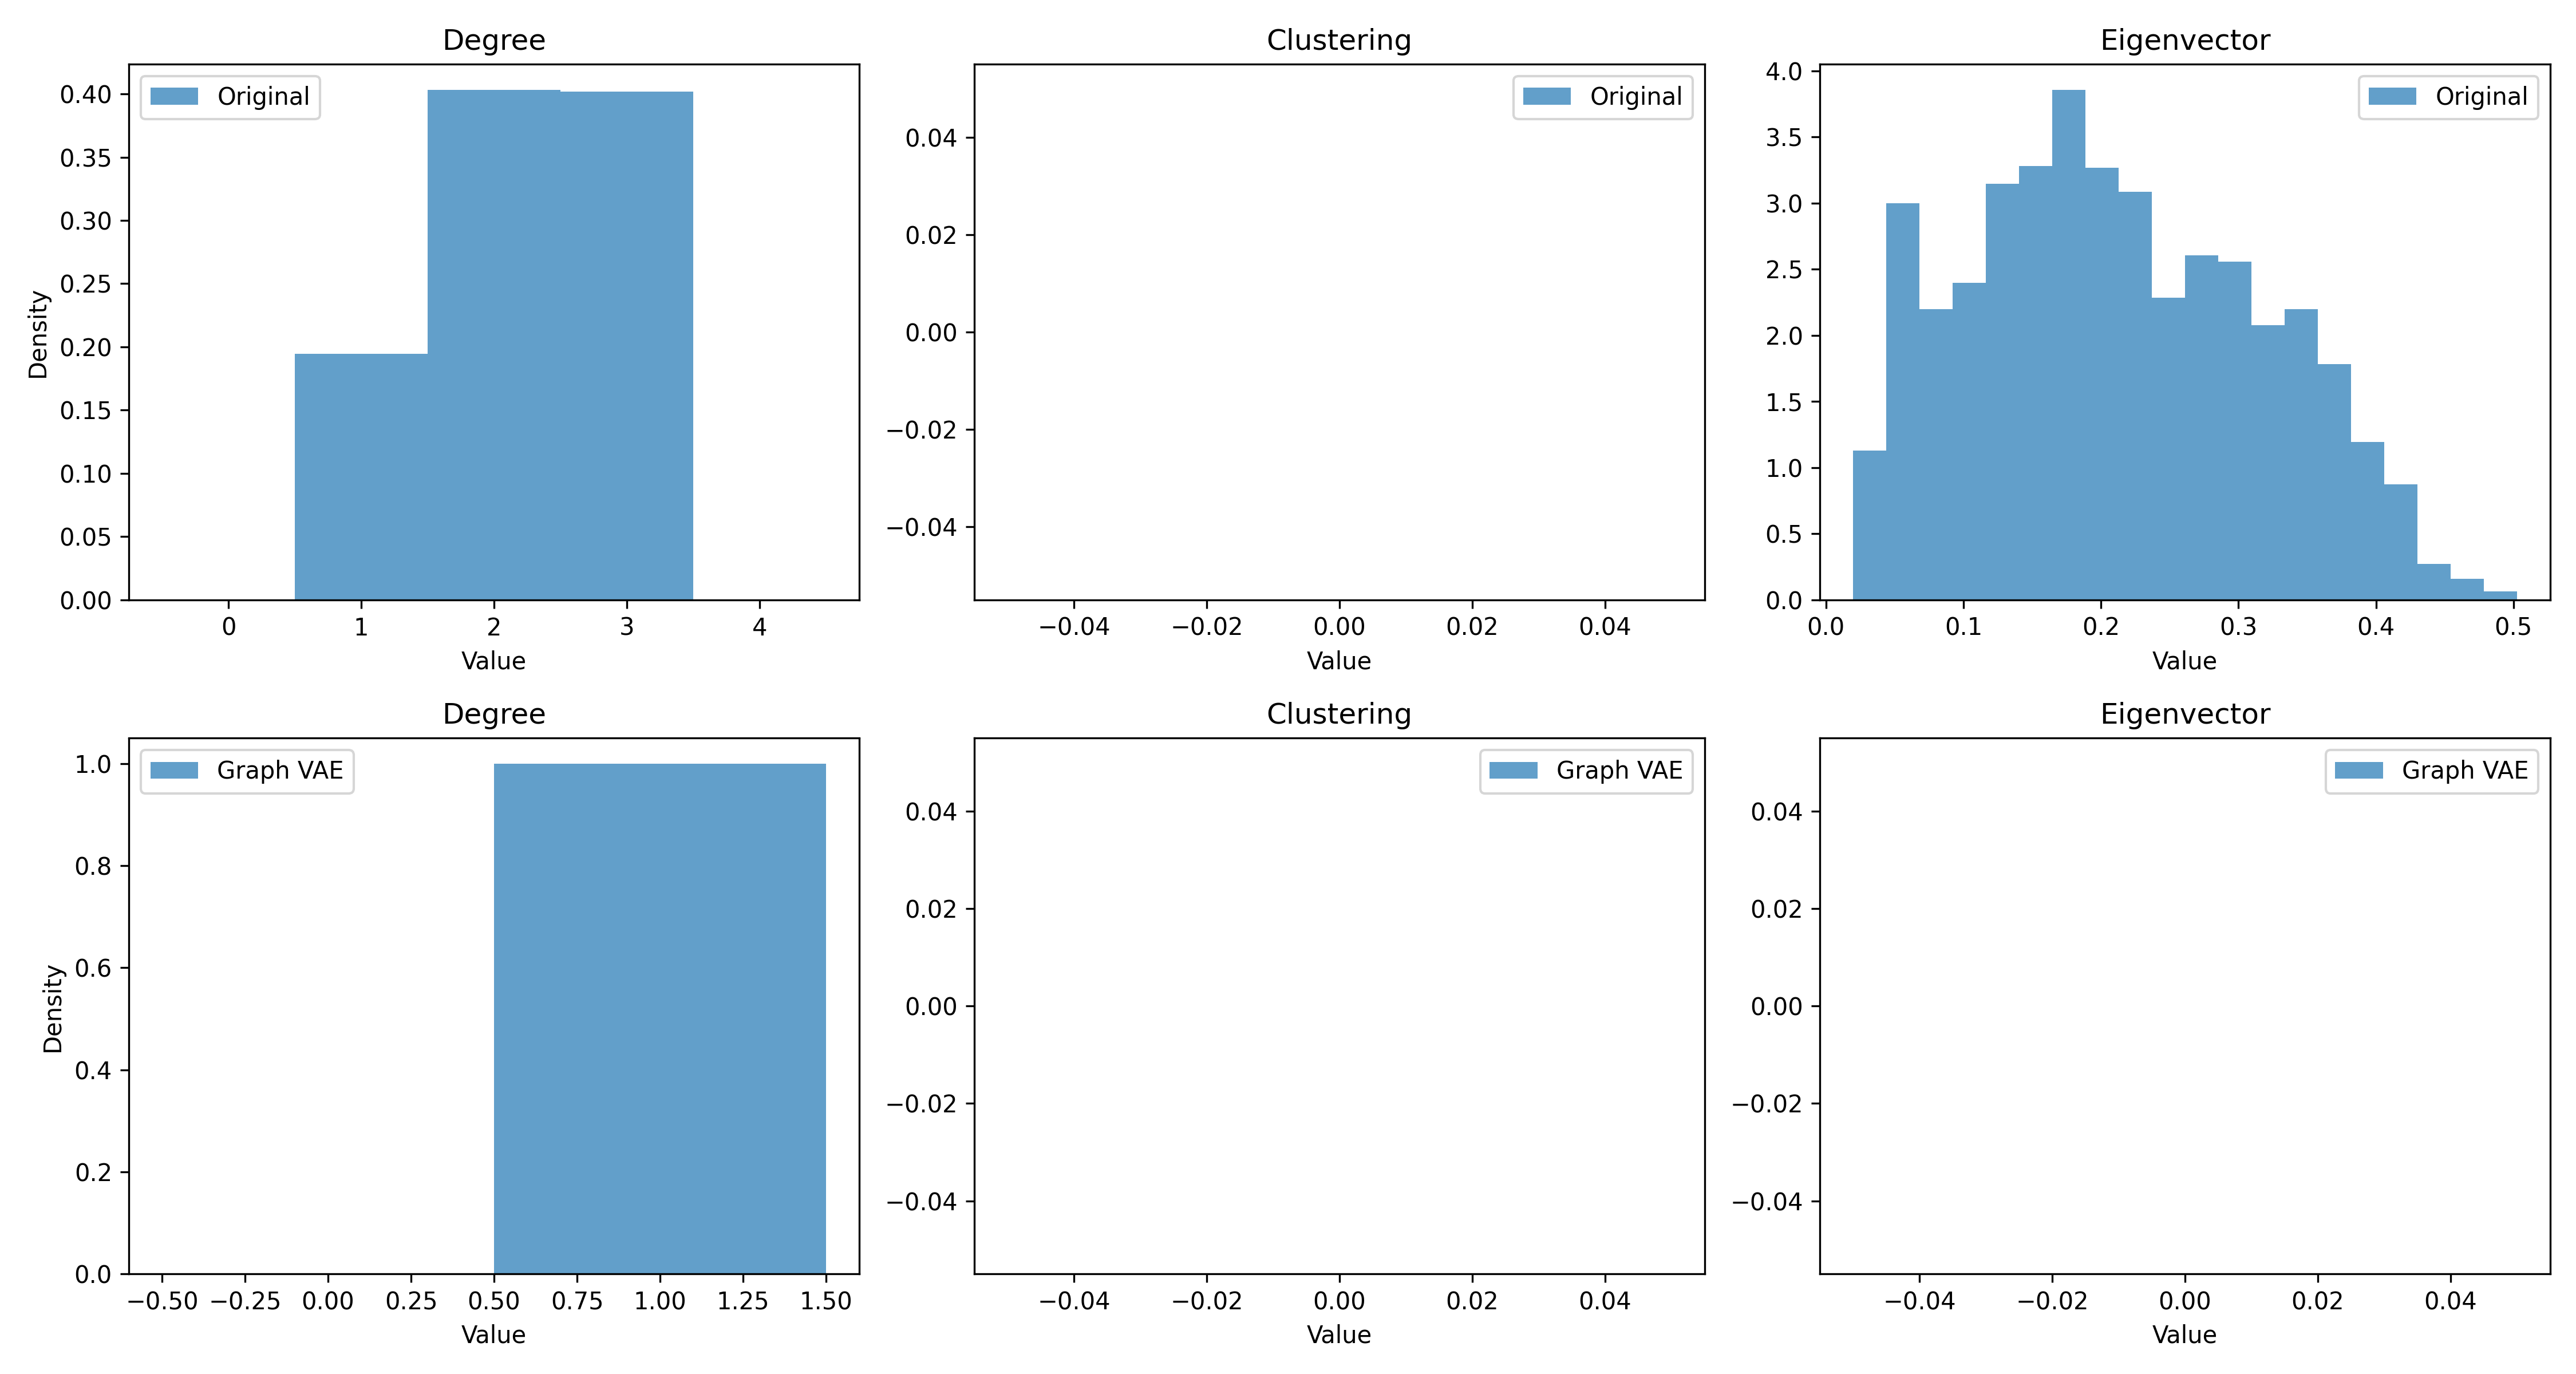 Degree
Original
0.40
0.35
0.30
0.25
0.20
0.15
0.10
0.05
0.00
Density
0 1 2 3 4
Value
Clustering
Original
0.04
0.02
0.00
−0.02
−0.04
−0.04 −0.02 0.00 0.02 0.04
Value
Eigenvector
Original
4.0
3.5
3.0
2.5
2.0
1.5
1.0
0.5
0.0
0.0 0.1 0.2 0.3 0.4 0.5
Value
Degree
Graph VAE
1.0
0.8
0.6
0.4
0.2
0.0
Density
−0.50 −0.25 0.00 0.25 0.50 0.75 1.00 1.25 1.50
Value
Clustering
Graph VAE
0.04
0.02
0.00
−0.02
−0.04
−0.04 −0.02 0.00 0.02 0.04
Value
Eigenvector
Graph VAE
0.04
0.02
0.00
−0.02
−0.04
−0.04 −0.02 0.00 0.02 0.04
Value